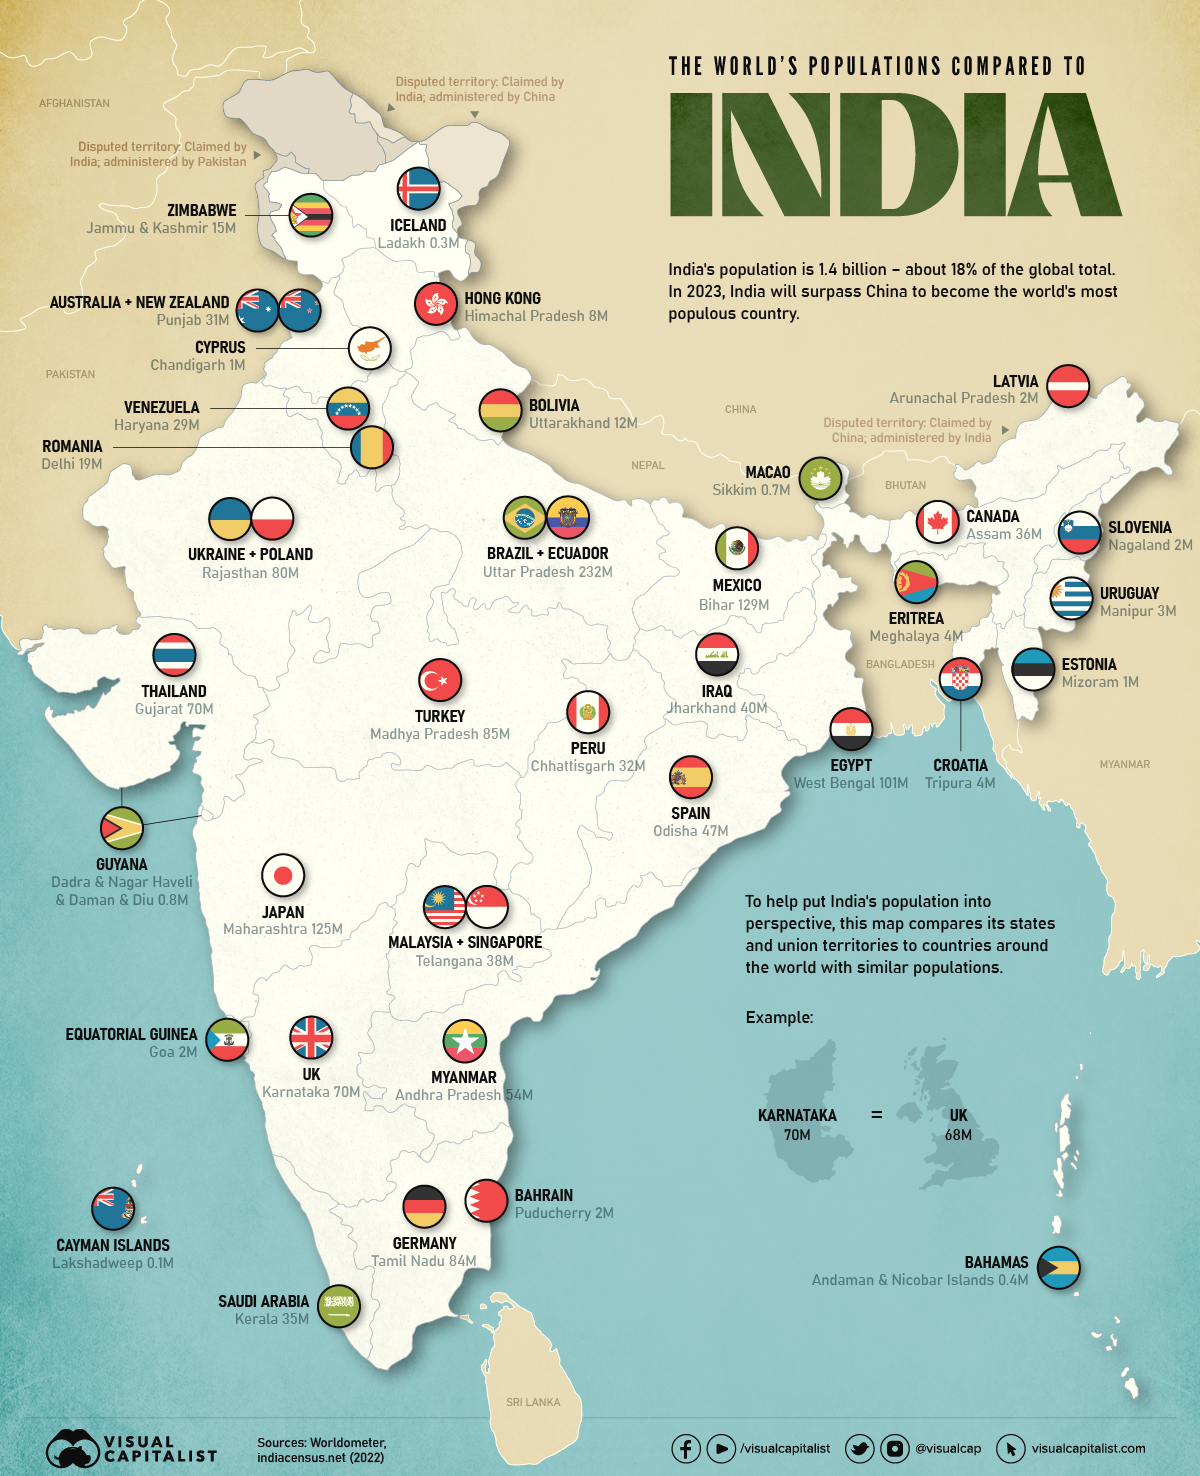 THE WORLD'S POPULATIONS COMPARED TO
INDIA
India's population is 1.4 billion – about 18% of the global total.
In 2023, India will surpass China to become the world's most
populous country.
Disputed territory: Claimed by
India; administered by China
AFGHANISTAN
Disputed territory: Claimed by
India; administered by Pakistan
ZIMBABWE
Jammu & Kashmir 15M
ICELAND
Ladakh 0.3M
AUSTRALIA + NEW ZEALAND
Punjab 31M
HONG KONG
Himachal Pradesh 8M
CYPRUS
Chandigarh 1M
PAKISTAN
VENEZUELA
Haryana 29M
ROMANIA
Delhi 19M
BOLIVIA
Uttarakhand 12M
CHINA
NEPAL
LATVIA
Arunachal Pradesh 2M
Disputed territory: Claimed by
China; administered by India
MACAO
Sikkim 0.7M
BHUTAN
CANADA
Assam 36M
SLOVENIA
Nagaland 2M
UKRAINE + POLAND
Rajasthan 80M
BRAZIL + ECUADOR
Uttar Pradesh 232M
MEXICO
Bihar 129M
ERITREA
Meghalaya 4M
URUGUAY
Manipur 3M
BANGLADESH
ESTONIA
Mizoram 1M
THAILAND
Gujarat 70M
TURKEY
Madhya Pradesh 85M
PERU
Chhattisgarh 32M
IRAQ
Jharkhand 40M
EGYPT
West Bengal 101M
CROATIA
Tripura 4M
MYANMAR
SPAIN
Odisha 47M
GUYANA
Dadra & Nagar Haveli
& Daman & Diu 0.8M
JAPAN
Maharashtra 125M
MALAYSIA + SINGAPORE
Telangana 38M
To help put India's population into
perspective, this map compares its states
and union territories to countries around
the world with similar populations.
Example:
KARNATAKA
70M
=
UK
68M
EQUATORIAL GUINEA
Goa 2M
UK
Karnataka 70M
MYANMAR
Andhra Pradesh 54M
CAYMAN ISLANDS
Lakshadweep 0.1M
GERMANY
Tamil Nadu 84M
BAHRAIN
Puducherry 2M
SAUDI ARABIA
Kerala 35M
BAHAMAS
Andaman & Nicobar Islands 0.4M
SRI LANKA
VISUAL
CAPITALIST
Sources: Worldometer,
indiacensus.net (2022)
/visualcapitalist
@visualcap
visualcapitalist.com